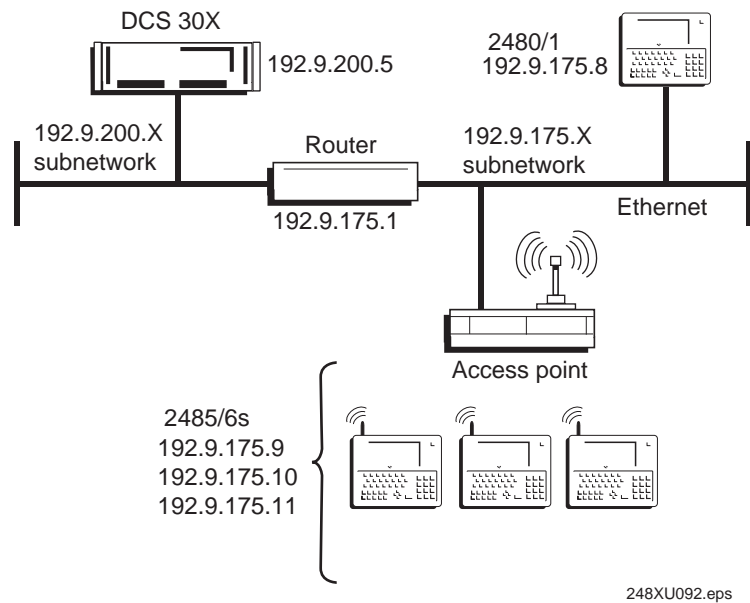 DCS 30X
192.9.200.5
2480/1
192.9.175.8
192.9.200.X
subnetwork
Router
192.9.175.1
192.9.175.X
subnetwork
Ethernet
Access point
2485/6s
192.9.175.9
192.9.175.10
192.9.175.11
248XU092.eps